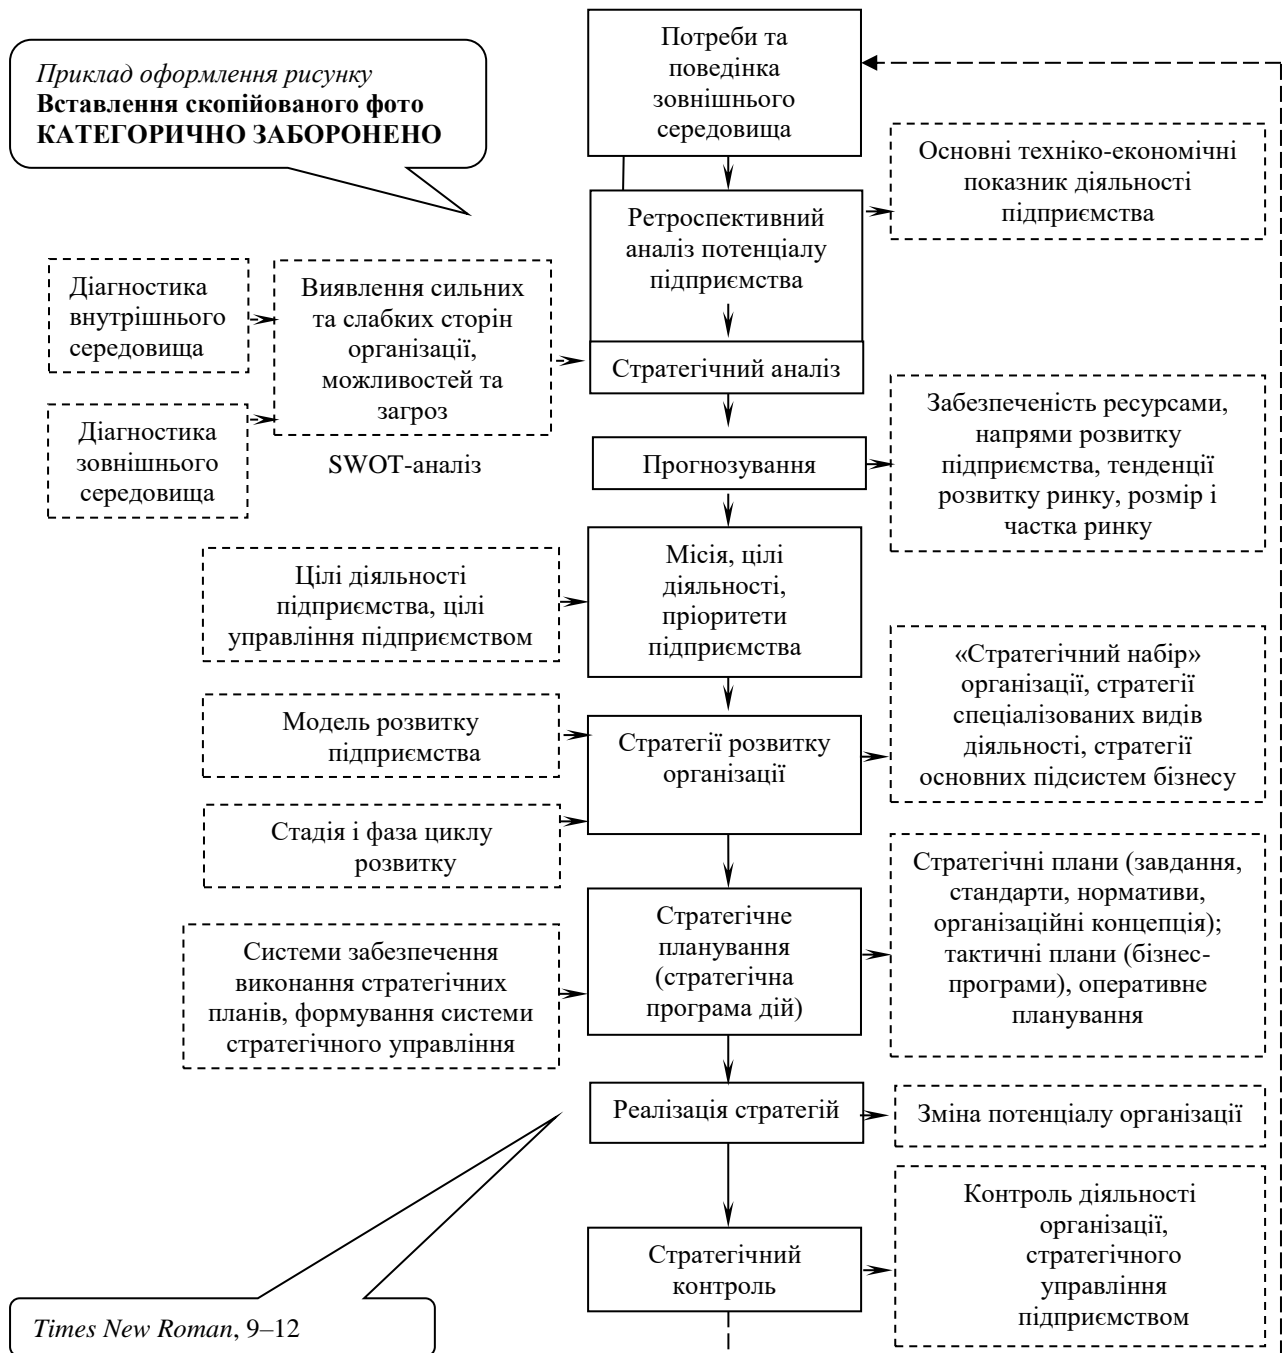 Потреби та
поведінка
зовнішнього
середовища
Приклад оформлення рисунку
Вставлення скопійованого фото
КАТЕГОРИЧНО ЗАБОРОНЕНО
Основні техніко-економічні
показник діяльності
підприємства
Ретроспективний
аналіз потенціалу
підприємства
Діагностика
внутрішнього
середовища
Виявлення сильних
та слабких сторін
організації,
можливостей та
загроз
Стратегічний аналіз
Діагностика
зовнішнього
середовища
SWOT-аналіз
Прогнозування
Забезпеченість ресурсами,
напрями розвитку
підприємства, тенденції
розвитку ринку, розмір і
частка ринку
Цілі діяльності
підприємства, цілі
управління підприємством
Місія, цілі
діяльності,
пріоритети
підприємства
Модель розвитку
підприємства
Стратегії розвитку
організації
«Стратегічний набір»
організації, стратегії
спеціалізованих видів
діяльності, стратегії
основних підсистем бізнесу
Стадія і фаза циклу
розвитку
Системи забезпечення
виконання стратегічних
планів, формування системи
стратегічного управління
Стратегічне
планування
(стратегічна
програма дій)
Стратегічні плани (завдання,
стандарти, нормативи,
організаційні концепція);
тактичні плани (бізнес-
програми), оперативне
планування
Реалізація стратегій
Зміна потенціалу організації
Стратегічний
контроль
Контроль діяльності
організації,
стратегічного
управління
підприємством
Times New Roman, 9–12